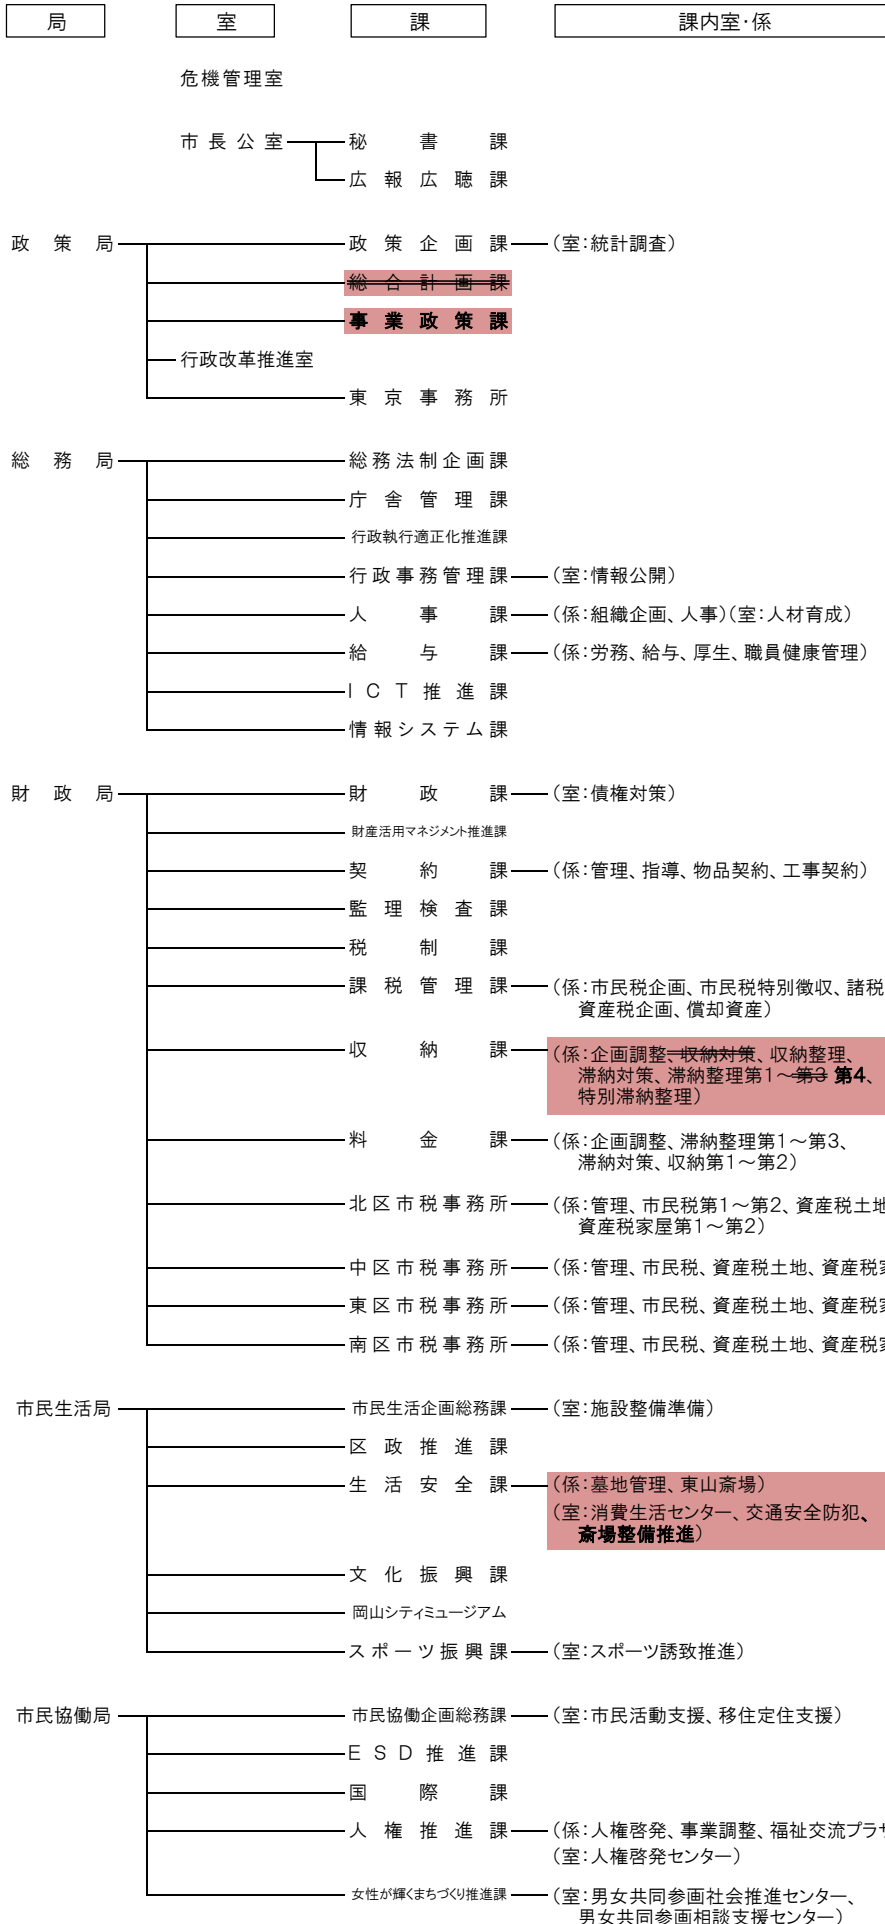 局 室 課 課内室・係
危機管理室
市長公室 秘書課
広報広聴課
政策局 政策企画課 (室:統計調査)
総合計画課
事業政策課
行政改革推進室
東京事務所
総務局 総務法制企画課
庁舎管理課
行政執行適正化推進課
行政事務管理課 (室:情報公開)
人事課 (係:組織企画、人事)(室:人材育成)
給与課 (係:労務、給与、厚生、職員健康管理)
ICT推進課
情報システム課
財政局 財政課 (室:債権対策)
財産活用マネジメント推進課
契約課 (係:管理、指導、物品契約、工事契約)
監理検査課
税制課
課税管理課 (係:市民税企画、市民税特別徴収、諸税
資産税企画、償却資産)
収納課 (係:企画調整、収納対策、収納整理、
滞納対策、滞納整理第1~第3 第4、
特別滞納整理)
料金課 (係:企画調整、滞納整理第1~第3、
滞納対策、収納第1~第2)
北区市税事務所 (係:管理、市民税第1~第2、資産税土地
資産税家屋第1~第2)
中区市税事務所 (係:管理、市民税、資産税土地、資産税家
東区市税事務所 (係:管理、市民税、資産税土地、資産税家
南区市税事務所 (係:管理、市民税、資産税土地、資産税家
市民生活局 市民生活企画総務課 (室:施設整備準備)
区政推進課
生活安全課 (係:墓地管理、東山斎場)
(室:消費生活センター、交通安全防犯、
斎場整備推進)
文化振興課
岡山シティミュージアム
スポーツ振興課 (室:スポーツ誘致推進)
市民協働局 市民協働企画総務課 (室:市民活動支援、移住定住支援)
ESD推進課
国際課
人権推進課 (係:人権啓発、事業調整、福祉交流プラザ
(室:人権啓発センター)
女性が輝くまちづくり推進課 (室:男女共同参画社会推進センター、
男女共同参画相談支援センター)